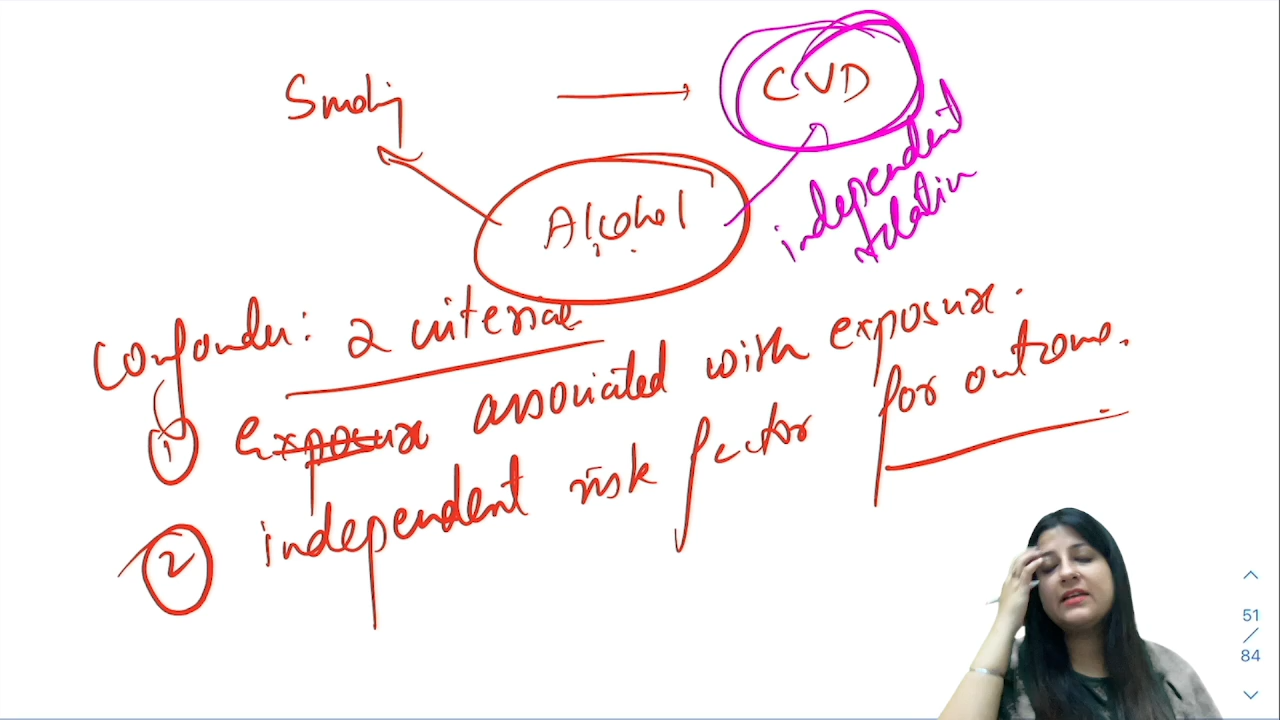 Smoking → CVD
Alcohol
independent
relation
Confounder: 2 criteria
1 exposure associated with exposure.
2 independent risk factor for outcome.
51
/
84